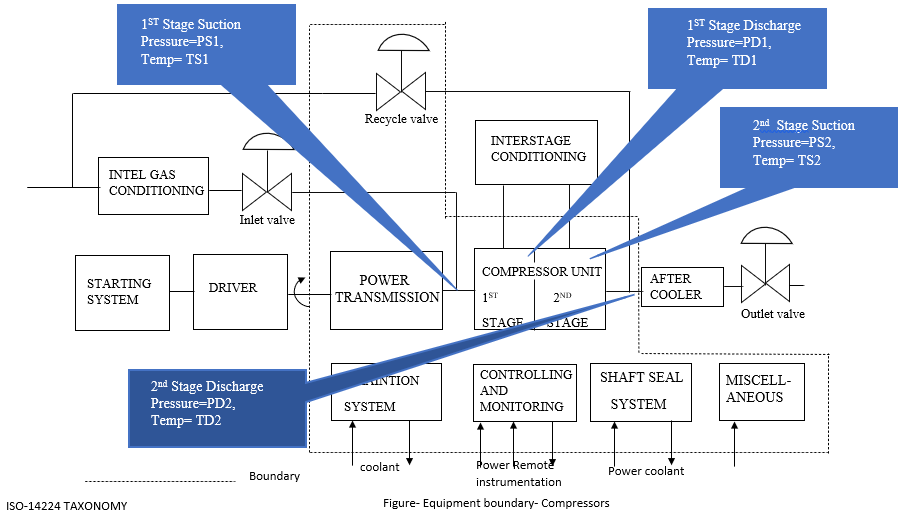 1ST Stage Suction
Pressure=PS1,
Temp= TS1
1ST Stage Discharge
Pressure=PD1,
Temp= TD1
2nd Stage Suction
Pressure=PS2,
Temp= TS2
Recycle valve
INTERSTAGE
CONDITIONING
INTEL GAS
CONDITIONING
Inlet valve
STARTING
SYSTEM
DRIVER
POWER
TRANSMISSION
COMPRESSOR UNIT
1ST
STAGE
2ND
STAGE
AFTER
COOLER
Outlet valve
2nd Stage Discharge
Pressure=PD2,
Temp= TD2
SYSTEM
CONTROLLING
AND
MONITORING
SHAFT SEAL
SYSTEM
MISCELL-
ANEOUS
Boundary
coolant
Power Remote
instrumentation
Power coolant
ISO-14224 TAXONOMY
Figure- Equipment boundary- Compressors